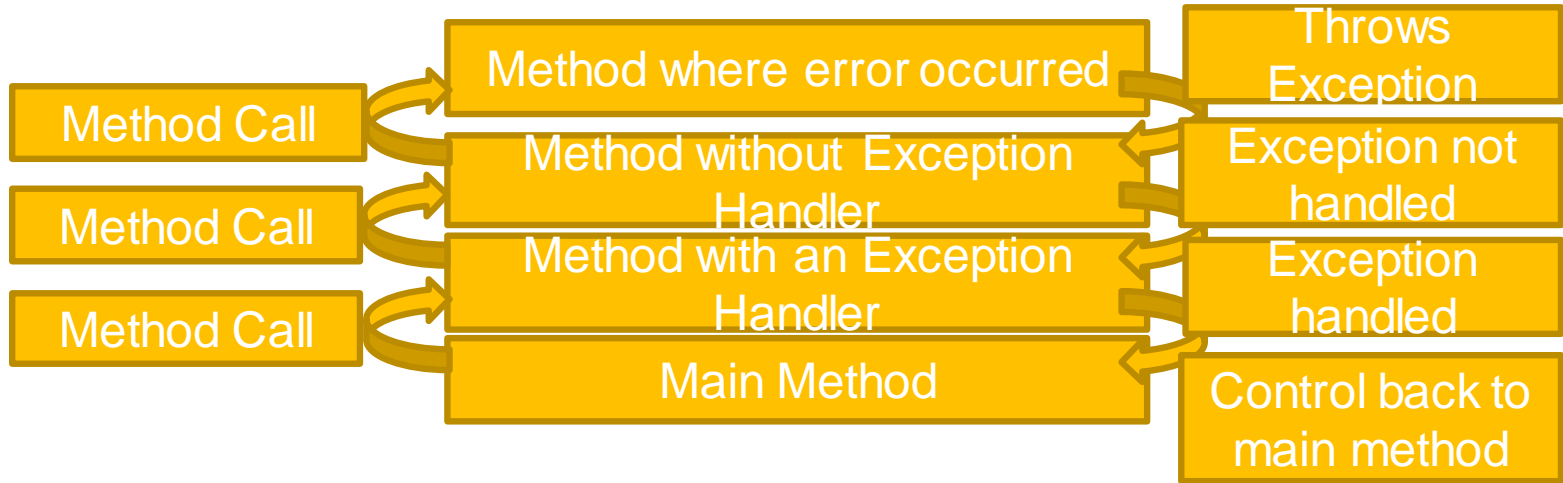 Method Call
Method Call
Method Call
Method where error occurred
Method without Exception
Handler
Method with an Exception
Handler
Main Method
Throws
Exception
Exception not
handled
Exception
handled
Control back to
main method